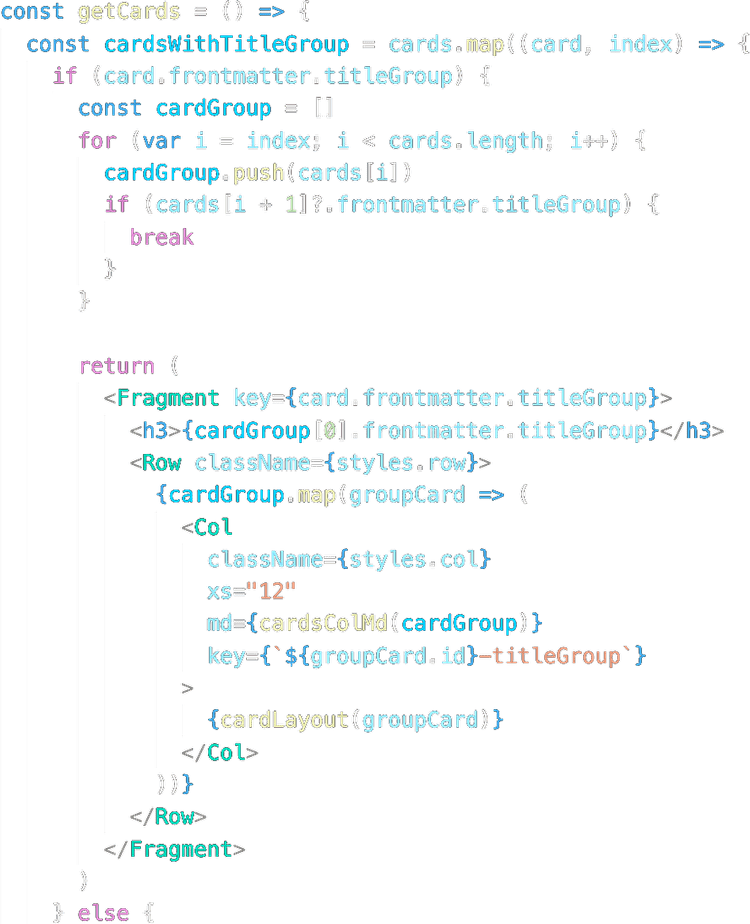 const getCards = () => {
  const cardsWithTitleGroup = cards.map((card, index) => {
    if (card.frontmatter.titleGroup) {
      const cardGroup = []
      for (var i = index; i < cards.length; i++) {
        cardGroup.push(cards[i])
        if (cards[i + 1]?.frontmatter.titleGroup) {
          break
        }
      }

      return (
        <Fragment key={card.frontmatter.titleGroup}>
          <h3>{cardGroup[0].frontmatter.titleGroup}</h3>
          <Row className={styles.row}>
            {cardGroup.map(groupCard => (
              <Col
                className={styles.col}
                xs="12"
                md={cardsColMd(cardGroup)}
                key={`${groupCard.id}-titleGroup`}
              >
                {cardLayout(groupCard)}
              </Col>
            ))}
          </Row>
        </Fragment>
      )
    } else {